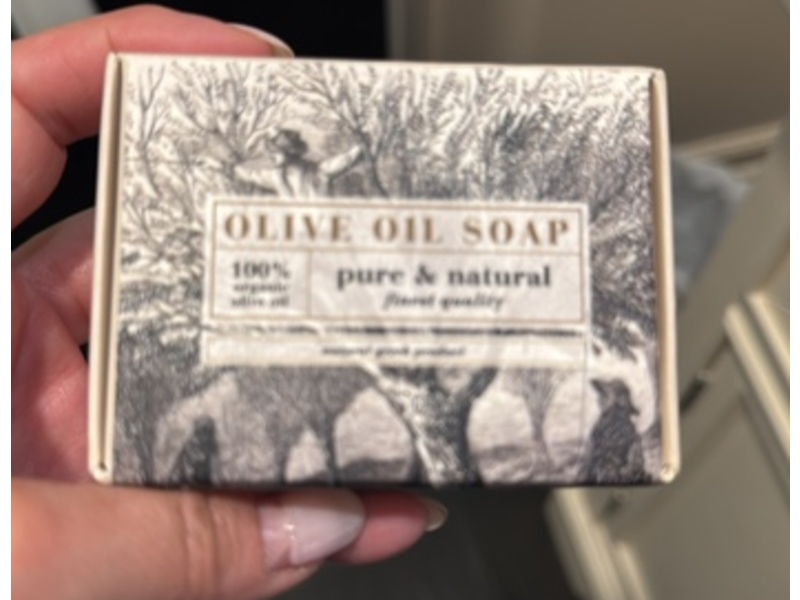 OLIVE OIL SOAP
100%
organic
olive oil
pure & natural
finest quality
natural greek product